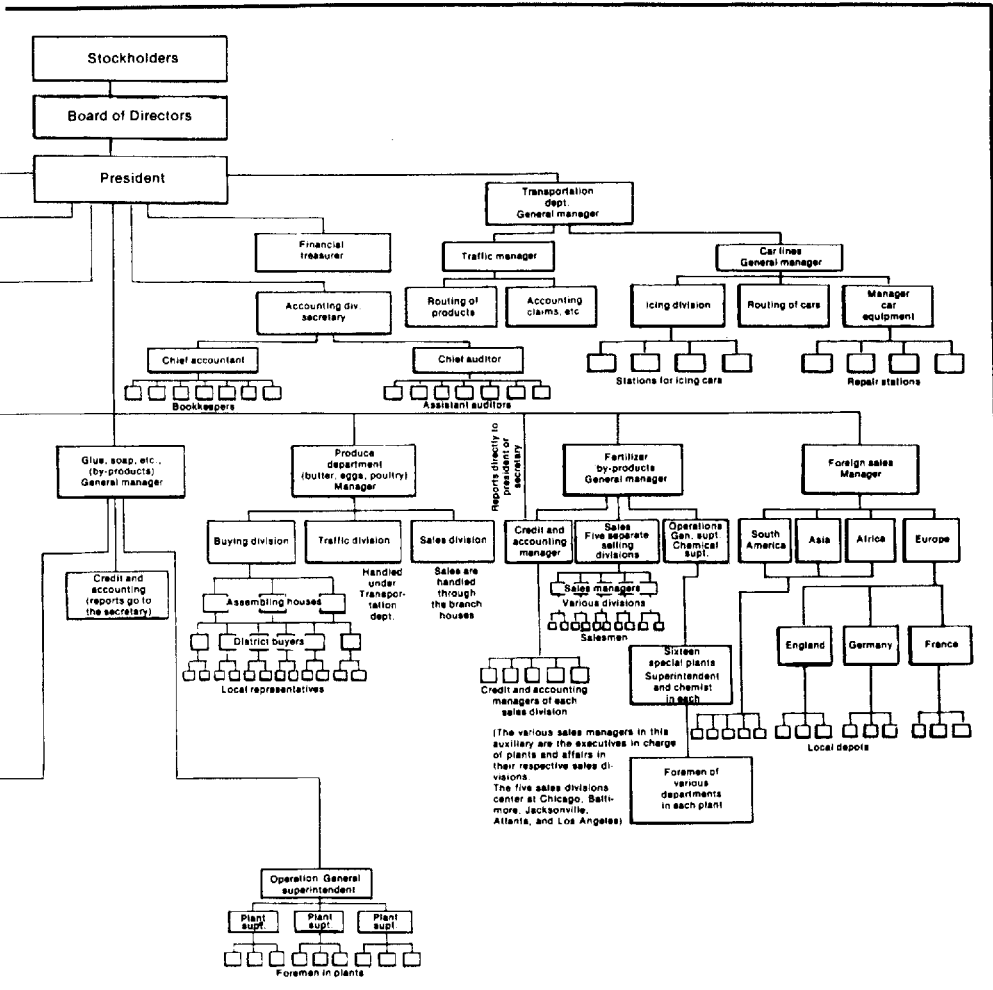 Stockholders
Board of Directors
President
Transportation
dept.
General manager
Financial
treasurer
Traffic manager
Car lines
General manager
Accounting div.
secretary
Routing of
products
Accounting
claims, etc
Icing division
Routing of cars
Manager
car
equipment
Chief accountant
Chief auditor
Stations for icing cars
Repair stations
Bookkeepers
Assistant auditors
Glue, soap, etc.,
(by-products)
General manager
Produce
department
(butter, eggs, poultry)
Manager
Reports directly to
president or
secretary
Fertilizer
by-products
General manager
Foreign sales
Manager
Buying division
Traffic division
Sales division
Credit and
accounting
manager
Sales
Five separate
selling
divisions
Operations
Gen. supt.
Chemical
supt.
South
America
Asia
Africa
Europe
Credit and
accounting
(reports go to
the secretary)
Assembling houses
Handled
under
Transpor-
tation
dept.
Sales are
handled
through
the branch
houses
Sales managers
Various divisions
Salesmen
District buyers
Local representatives
England
Germany
France
Sixteen
special plants
Superintendent
and chemist
in each
Credit and accounting
managers of each
sales division
Local depots
(The various sales managers in this
auxiliary are the executives in charge
of plants and affairs in
their respective sales di-
visions.
The five sales divisions
center at Chicago, Balti-
more, Jacksonville,
Atlanta, and Los Angeles)
Foremen of
various
departments
in each plant
Operation General
superintendent
Plant
supt.
Plant
supt.
Plant
supt.
Foremen in plants